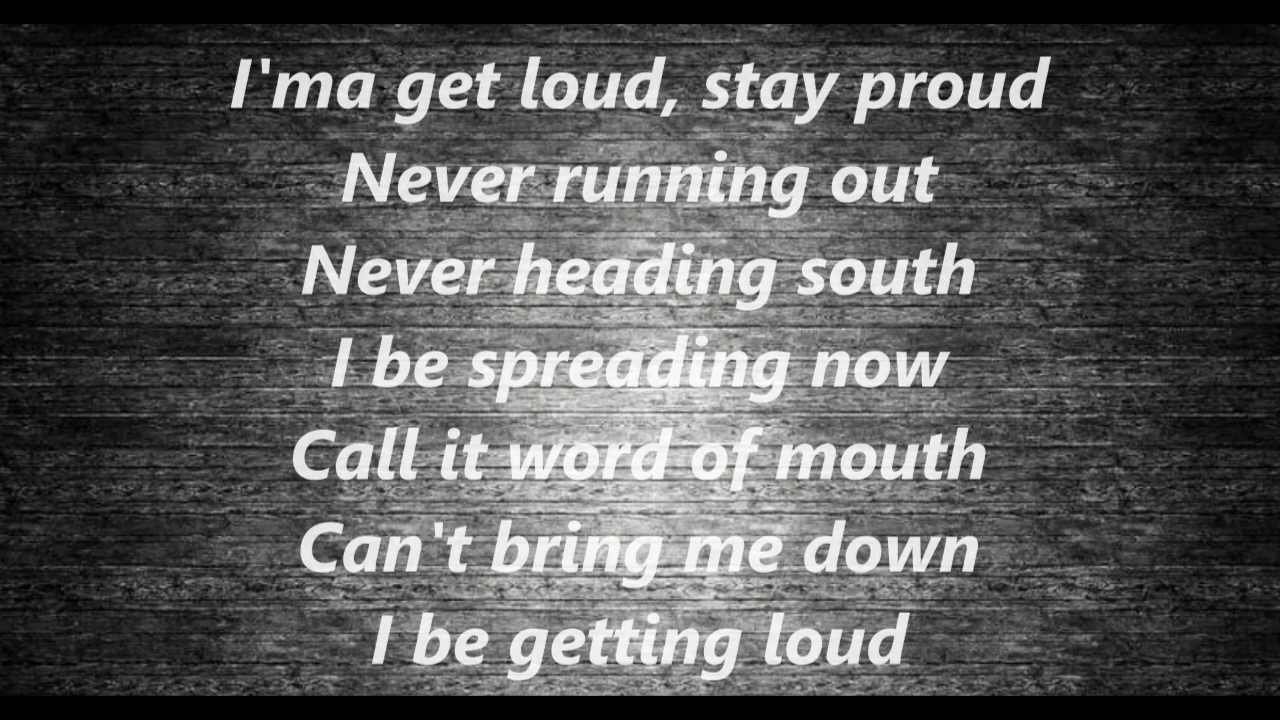 I'ma get loud, stay proud
Never running out
Never heading south
I be spreading now
Call it word of mouth
Can't bring me down
I be getting loud